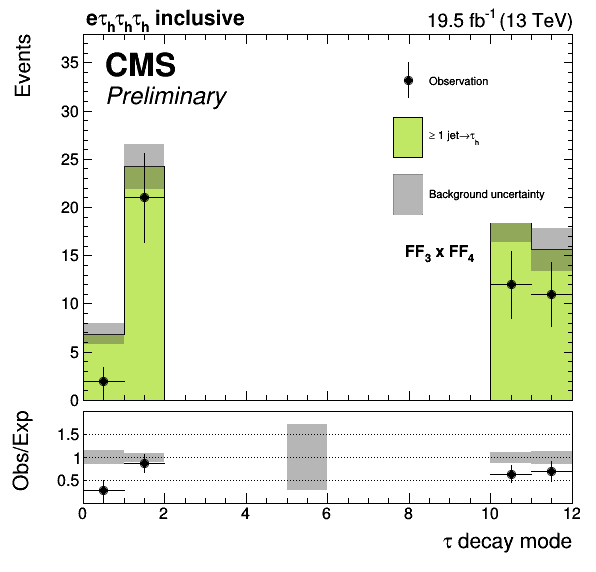 eτhτhτh inclusive 19.5 fb-1 (13 TeV)
Events
CMS
Preliminary
Observation
≥ 1 jet→τh
Background uncertainty
FF3 x FF4
35
30
25
20
15
10
5
0
Obs/Exp
1.5
1
0.5
0 2 4 6 8 10 12
τ decay mode